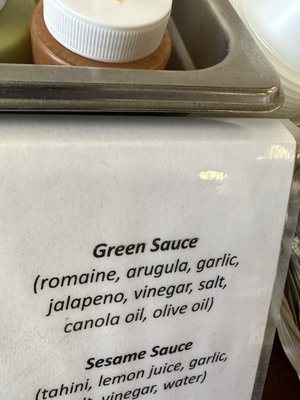 Green Sauce
(romaine, arugula, garlic,
jalapeno, vinegar, salt,
canola oil, olive oil)
Sesame Sauce
(tahini, lemon juice, garlic,
vinegar, water)